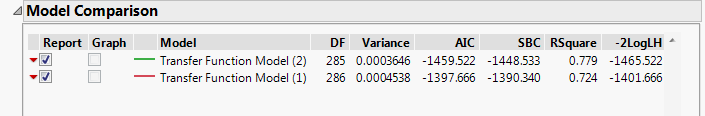 Model Comparison
Report Graph Model DF Variance AIC SBC RSquare -2LogLH
Transfer Function Model (2) 285 0.0003646 -1459.522 -1448.533 0.779 -1465.522
Transfer Function Model (1) 286 0.0004538 -1397.666 -1390.340 0.724 -1401.666